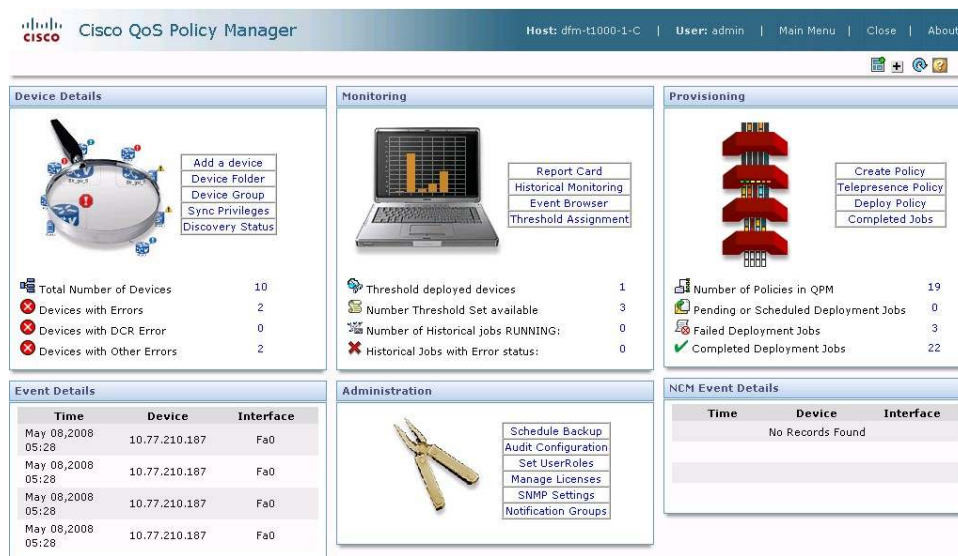 CISCO
Cisco QoS Policy Manager
Host: dfm-t1000-1-C | User: admin | Main Menu | Close | About
Device Details
Add a device
Device Folder
Device Group
Sync Privileges
Discovery Status
Total Number of Devices 10
Devices with Errors 2
Devices with DCR Error 0
Devices with Other Errors 2
Monitoring
Report Card
Historical Monitoring
Event Browser
Threshold Assignment
Threshold deployed devices 1
Number Threshold Set available 3
Number of Historical jobs RUNNING: 0
Historical Jobs with Error status: 0
Provisioning
Create Policy
Telepresence Policy
Deploy Policy
Completed Jobs
Number of Policies in QPM 19
Pending or Scheduled Deployment Jobs 0
Failed Deployment Jobs 3
Completed Deployment Jobs 22
Event Details
Time Device Interface
May 08,2008 05:28 10.77.210.187 Fa0
May 08,2008 05:28 10.77.210.187 Fa0
May 08,2008 05:28 10.77.210.187 Fa0
May 08,2008 05:28 10.77.210.187 Fa0
Administration
Schedule Backup
Audit Configuration
Set UserRoles
Manage Licenses
SNMP Settings
Notification Groups
NCM Event Details
Time Device Interface
No Records Found